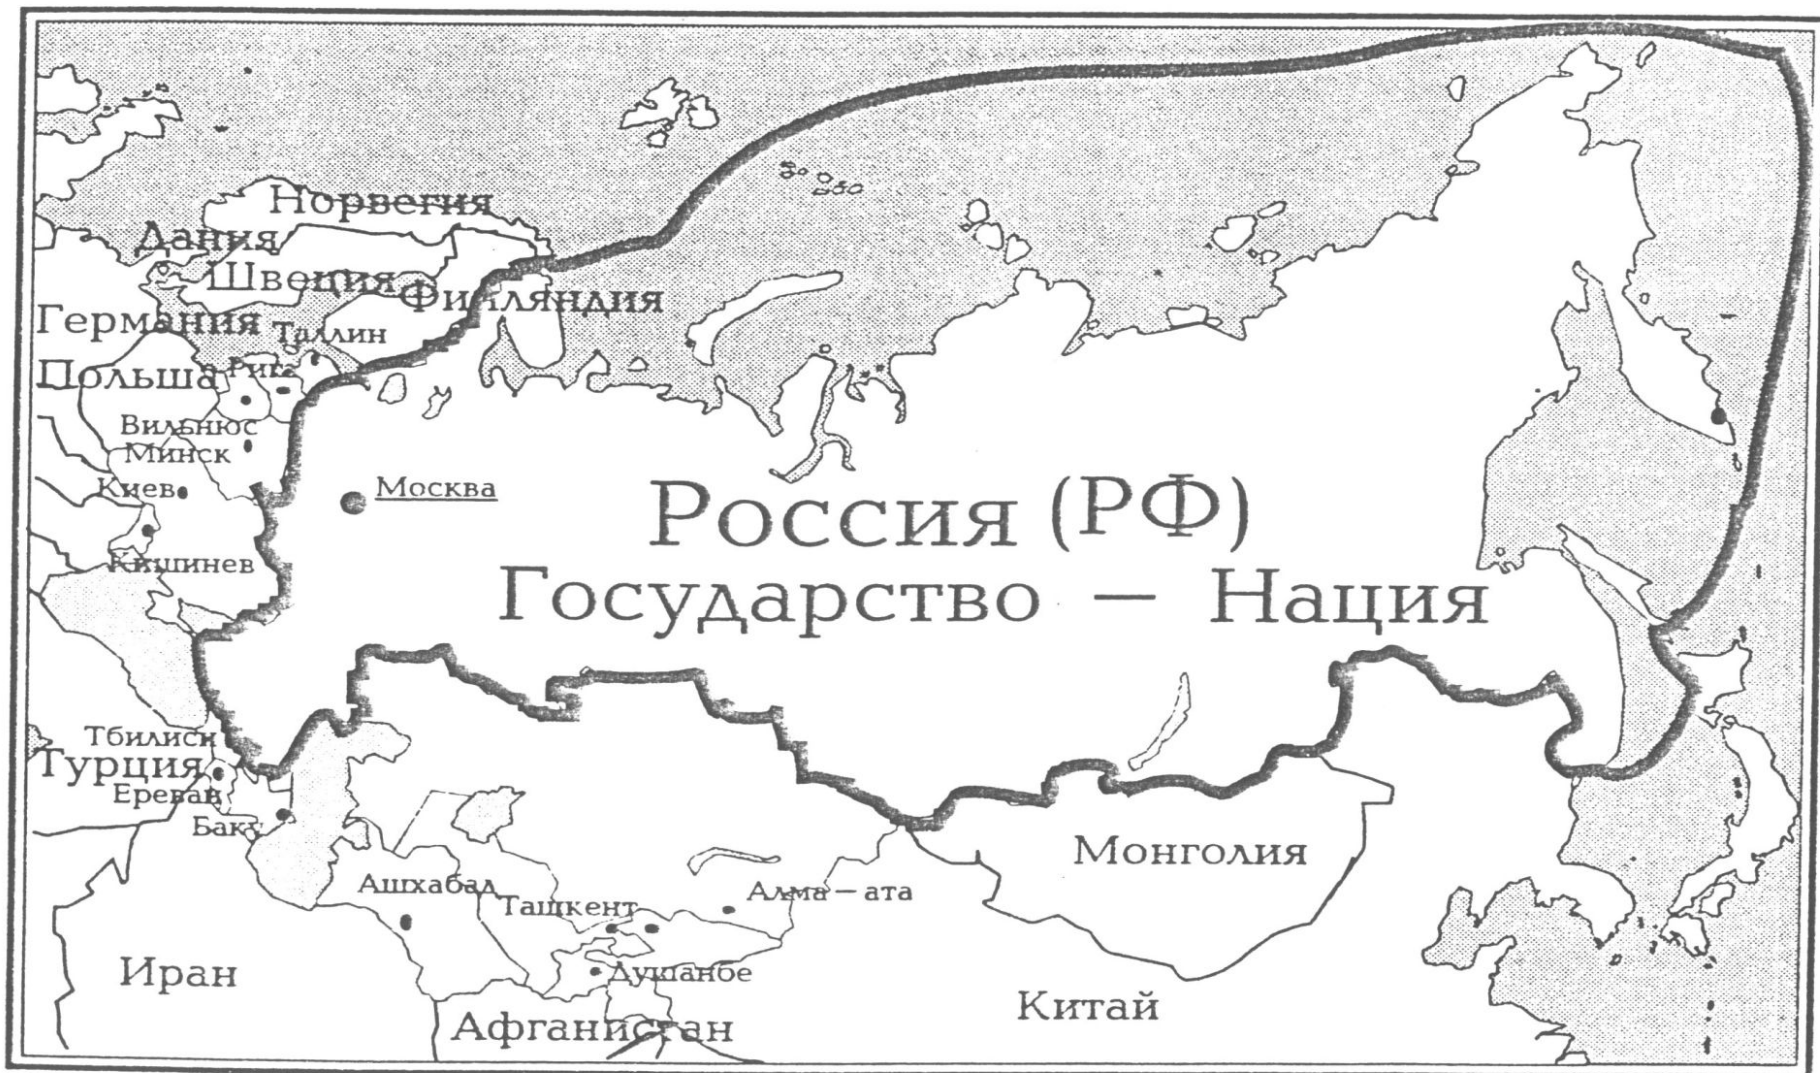 Норвегия
Дания
Швеция
Финляндия
Германия
Таллин
Польша
Рига
Вильнюс
Минск
Киев
Москва
Россия (РФ)
Кишинев
Государство — Нация
Тбилиси
Турция
Ереван
Баку
Монголия
Ашхабад
Ташкент
Алма — ата
Иран
Душанбе
Китай
Афганистан